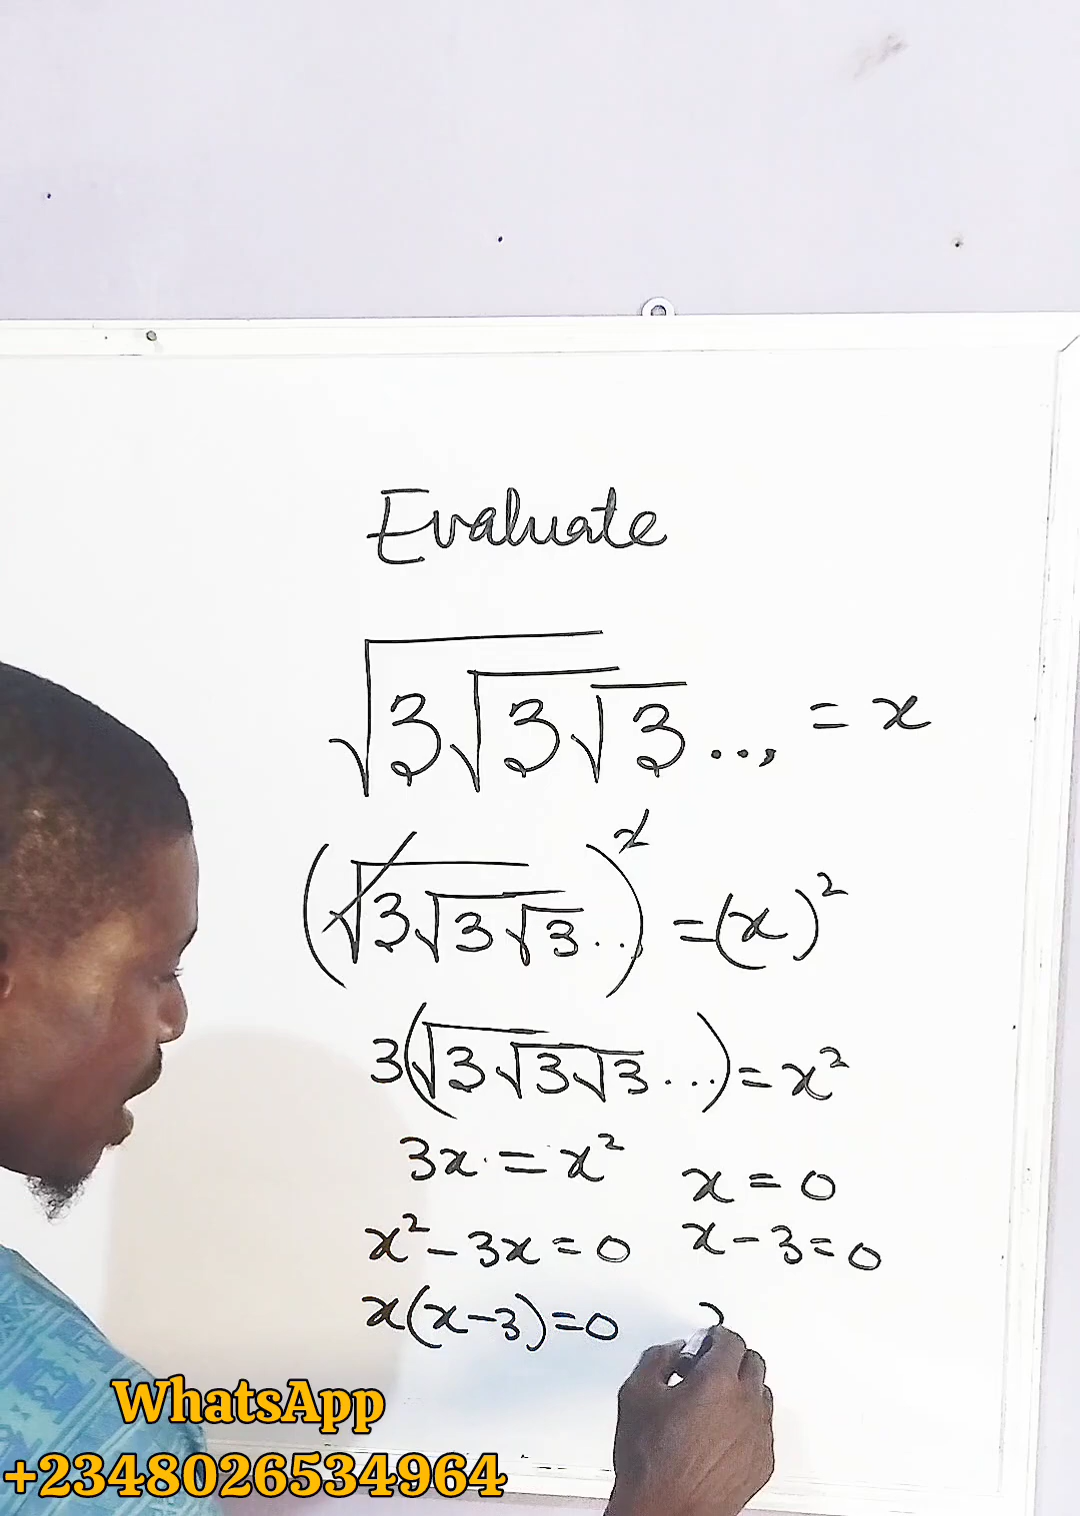 Evaluate
√3√3√3..., = x
(√3√3√3...)² = (x)²
3(√3√3√3...) = x²
3x = x²
x² - 3x = 0
x(x-3) = 0
x = 0
x - 3 = 0
WhatsApp
+2348026534964